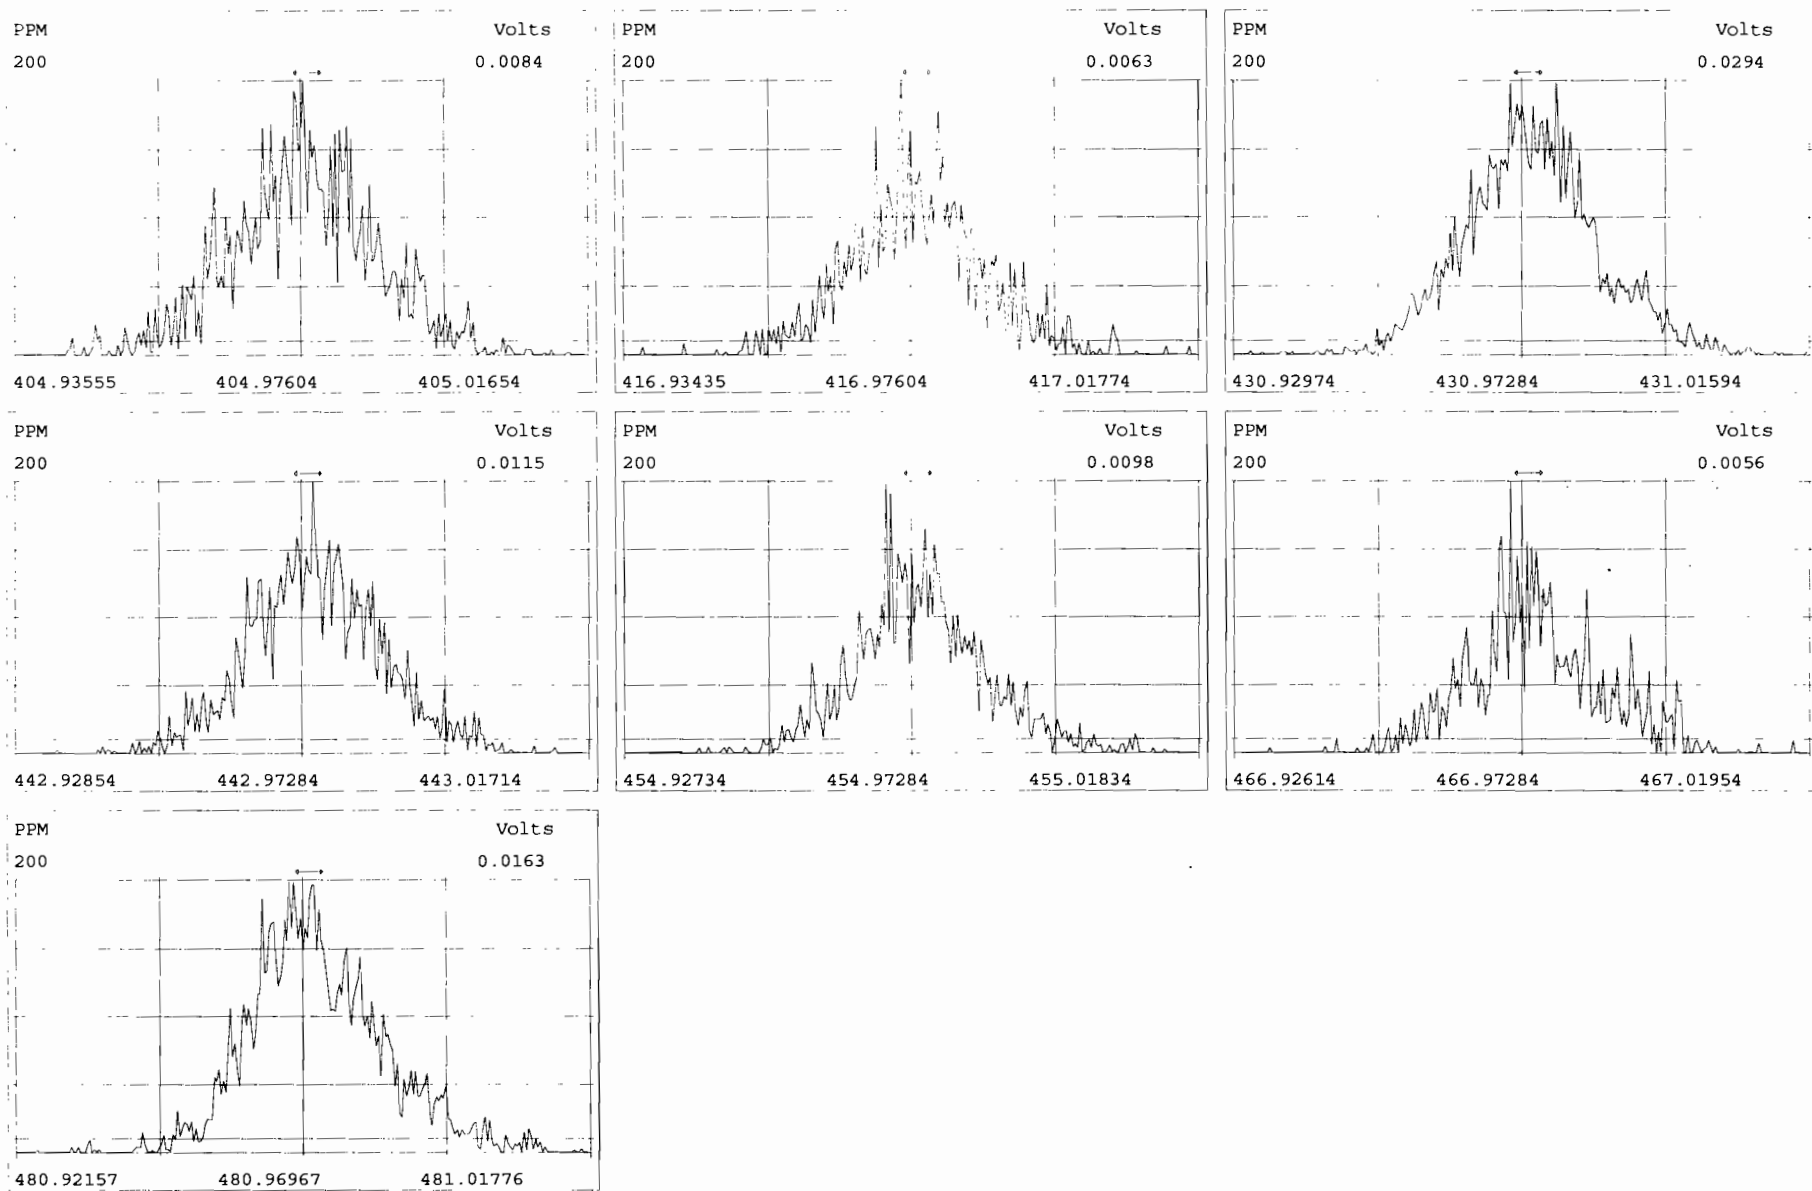 PPM Volts
200 0.0084
404.93555 404.97604 405.01654
PPM Volts
200 0.0063
416.93435 416.97604 417.01774
PPM Volts
200 0.0294
430.92974 430.97284 431.01594
PPM Volts
200 0.0115
442.92854 442.97284 443.01714
PPM Volts
200 0.0098
454.92734 454.97284 455.01834
PPM Volts
200 0.0056
466.92614 466.97284 467.01954
PPM Volts
200 0.0163
480.92157 480.96967 481.01776